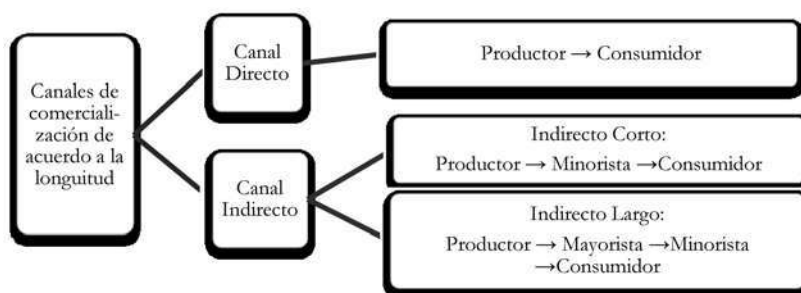 Canales de
comerciali-
zación de
acuerdo a la
longuitud
Canal
Directo
Productor → Consumidor
Canal
Indirecto
Indirecto Corto:
Productor → Minorista →Consumidor
Indirecto Largo:
Productor → Mayorista →Minorista
→Consumidor